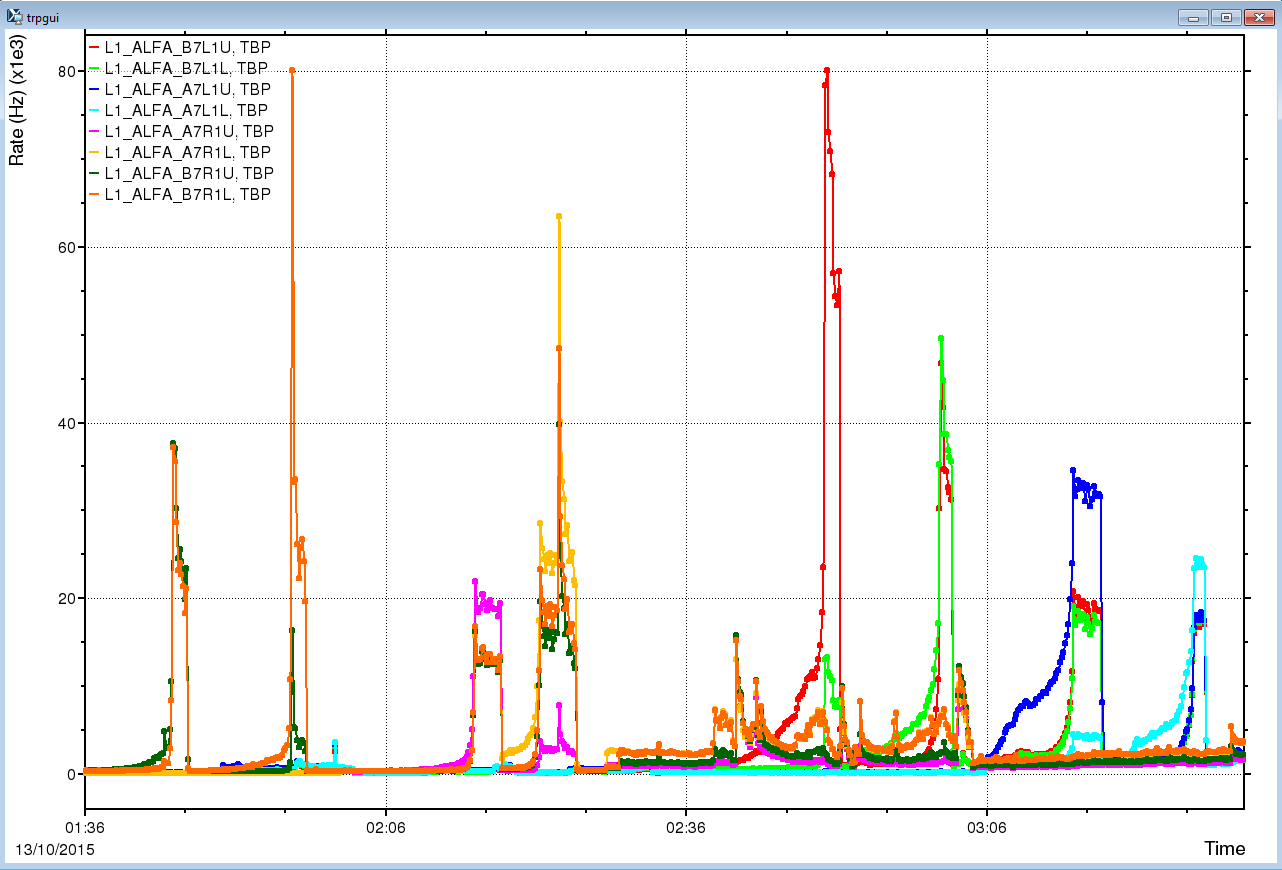 trpgui
Rate (Hz) (x1e3)
L1_ALFA_B7L1U, TBP
L1_ALFA_B7L1L, TBP
L1_ALFA_A7L1U, TBP
L1_ALFA_A7L1L, TBP
L1_ALFA_A7R1U, TBP
L1_ALFA_A7R1L, TBP
L1_ALFA_B7R1U, TBP
L1_ALFA_B7R1L, TBP
80
60
40
20
0
01:36 02:06 02:36 03:06
13/10/2015 Time